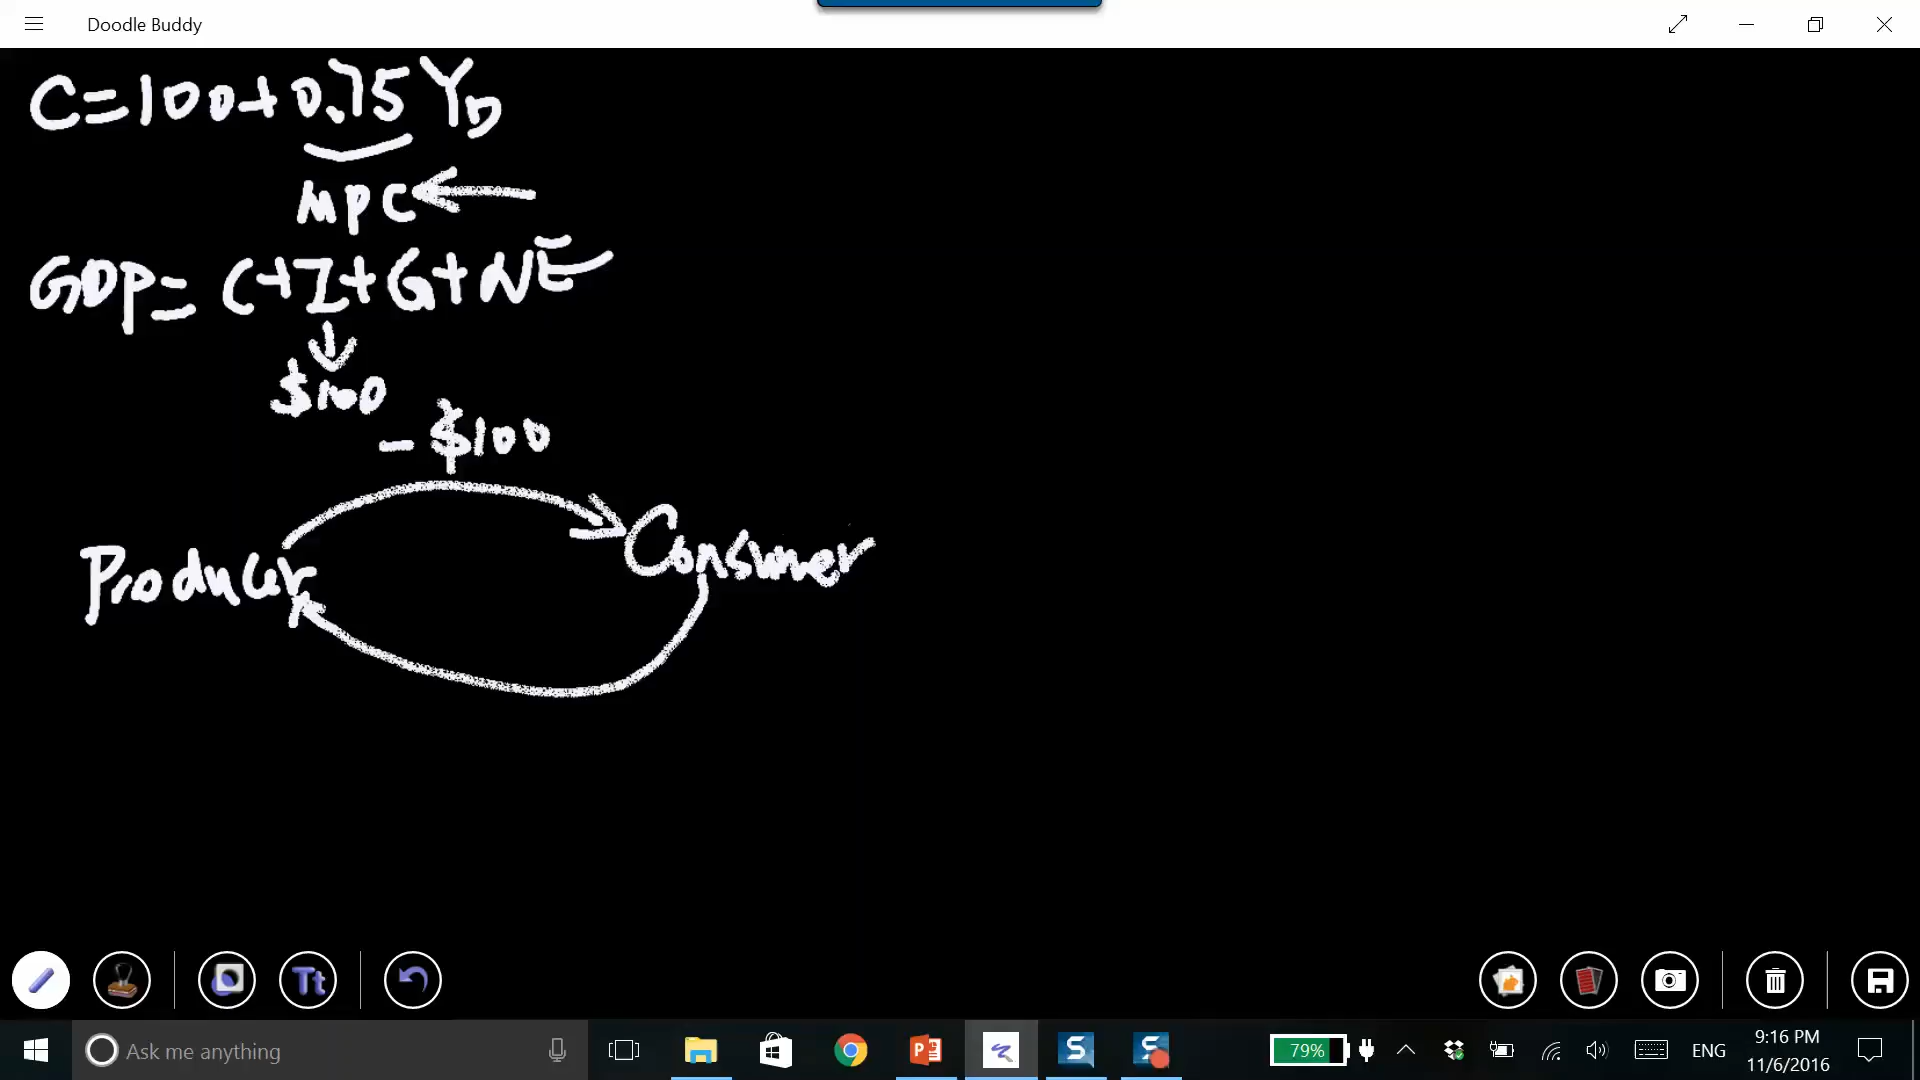 Doodle Buddy
C=100+0.75 YD
MPC
GDP= C+I+G+NE
$100
- $100
Consumer
Producer
Tt
Ask me anything
79%
ENG
9:16 PM
11/6/2016